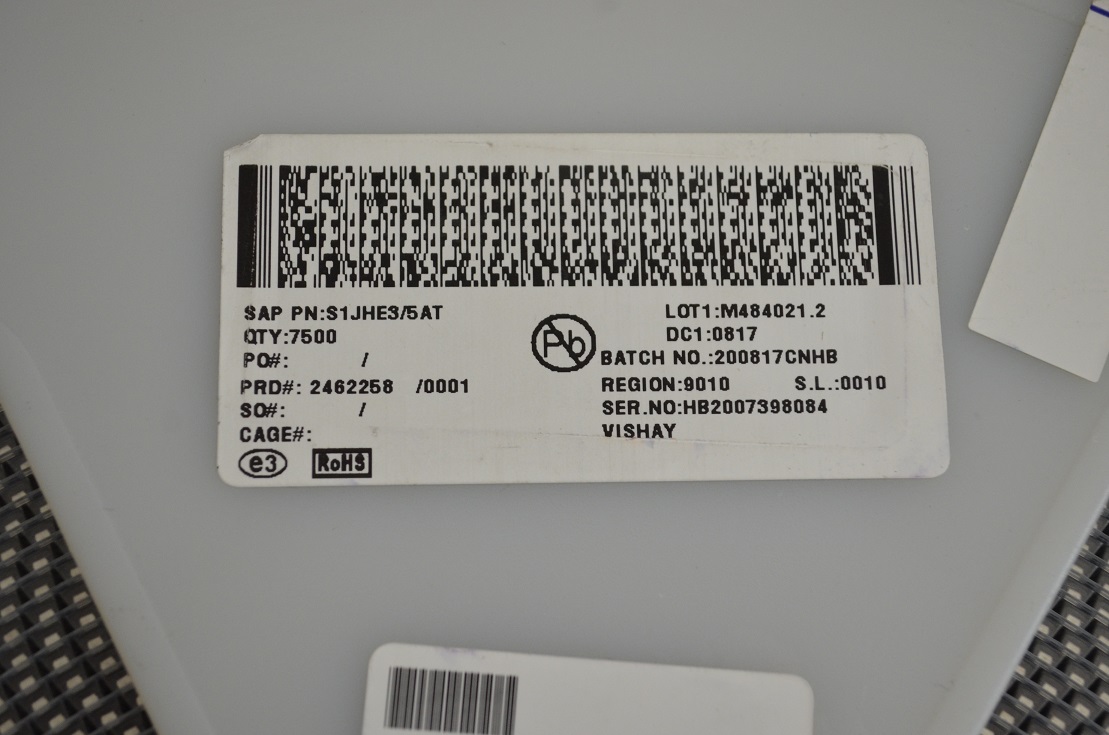 SAP PN:S1JHE3/5AT
QTY:7500
PO#: /
PRD#: 2462258 /0001
SO#: /
CAGE#:
e3 RoHS
Pb
LOT1:M484021.2
DC1:0817
BATCH NO.:200817CNHB
REGION:9010 S.L.:0010
SER.NO:HB2007398084
VISHAY